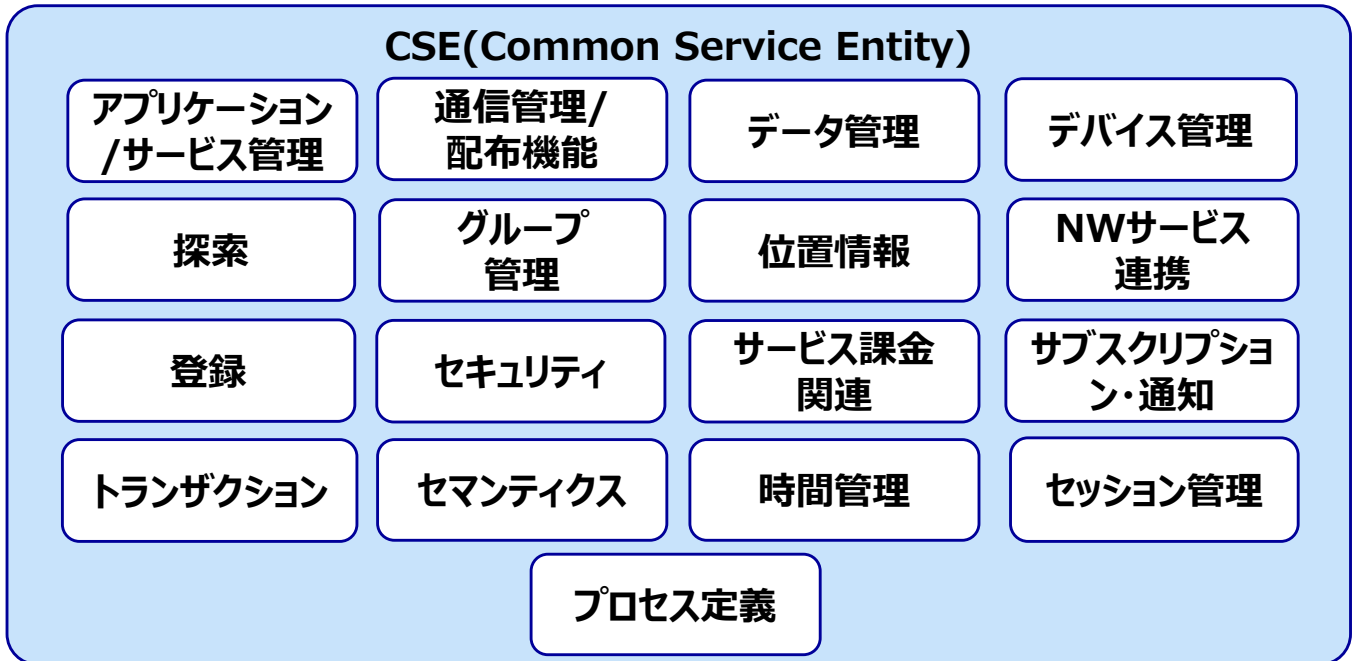 CSE(Common Service Entity)
アプリケーション
/サービス管理
通信管理/
配布機能
データ管理
デバイス管理
探索
グループ
管理
位置情報
NWサービス
連携
登録
セキュリティ
サービス課金
関連
サブスクリプショ
ン・通知
トランザクション
セマンティクス
時間管理
セッション管理
プロセス定義